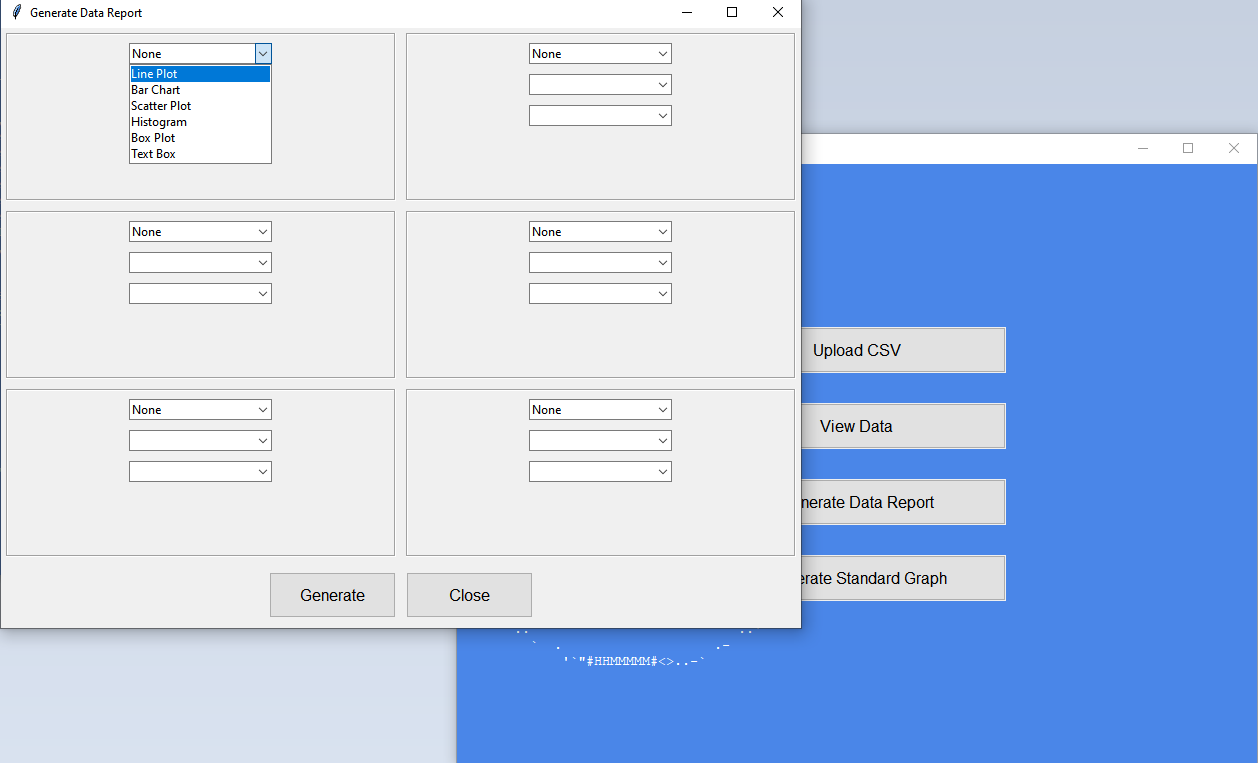 Generate Data Report
None
Line Plot
Bar Chart
Scatter Plot
Histogram
Box Plot
Text Box
None
None
None
None
None
Generate
Close
Upload CSV
View Data
nerate Data Report
erate Standard Graph
.. ..
` . .-
'`"#HHMMMMM#<>..-`